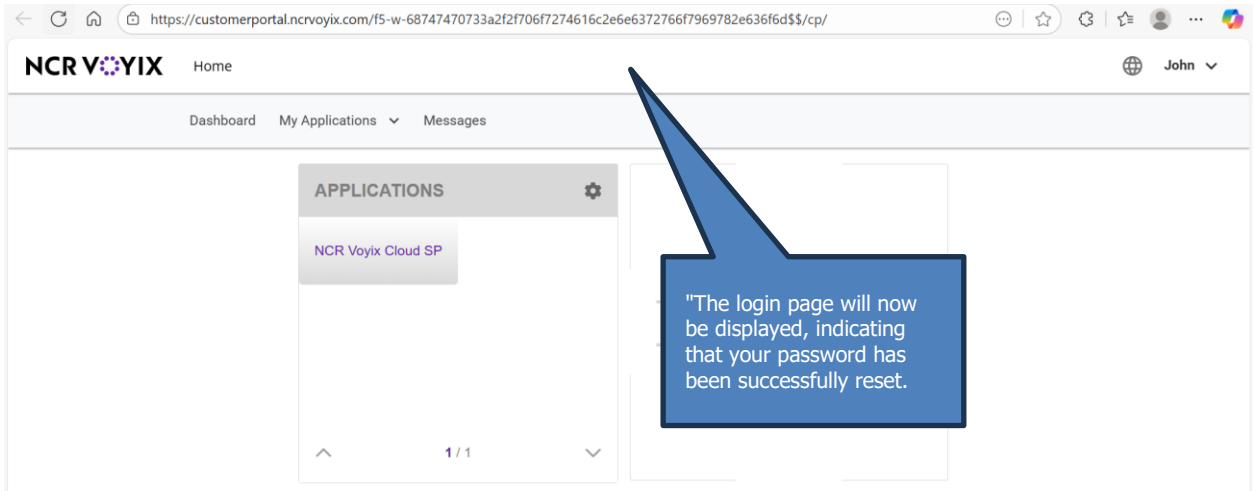 https://customerportal.ncrvoyix.com/f5-w-68747470733a2f2f706f7274616c2e6e6372766f7969782e636f6d$$/cp/
NCR VOYIX Home John
Dashboard My Applications Messages
APPLICATIONS
NCR Voyix Cloud SP
"The login page will now
be displayed, indicating
that your password has
been successfully reset.
1 / 1